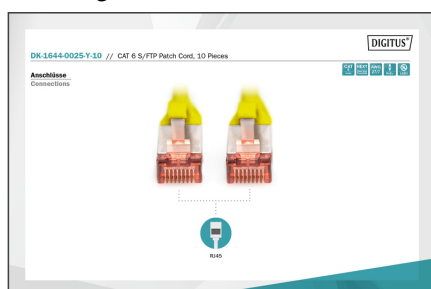 DIGITUS®
DK-1644-0025-Y-10 // CAT 6 S/FTP Patch Cord, 10 Pieces
Anschlüsse
Connections
RJ45